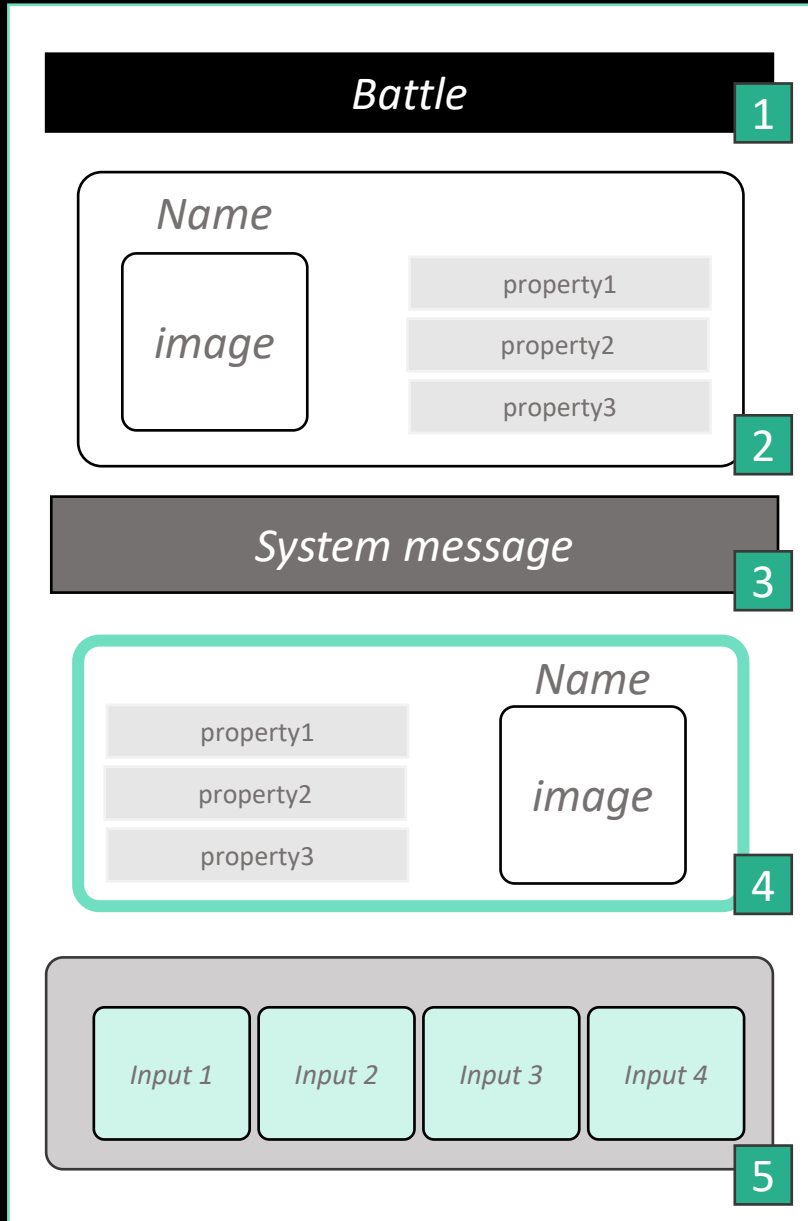 Battle
1
Name
image
property1
property2
property3
2
System message
3
Name
property1
property2
property3
image
4
Input 1
Input 2
Input 3
Input 4
5